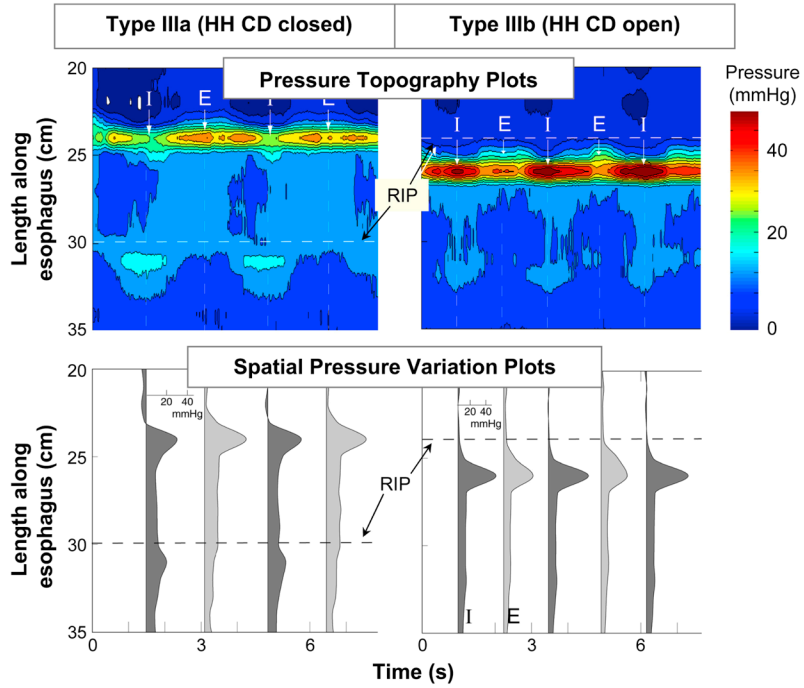 Type IIIa (HH CD closed)
Type IIIb (HH CD open)
Pressure Topography Plots
Pressure
(mmHg)
Length along
esophagus (cm)
20
25
30
35
I E I E
I E I E I
RIP
40
20
0
Spatial Pressure Variation Plots
Length along
esophagus (cm)
20
25
30
35
20 40
mmHg
20 40
mmHg
RIP
I E
0 3 6
0 3 6
Time (s)